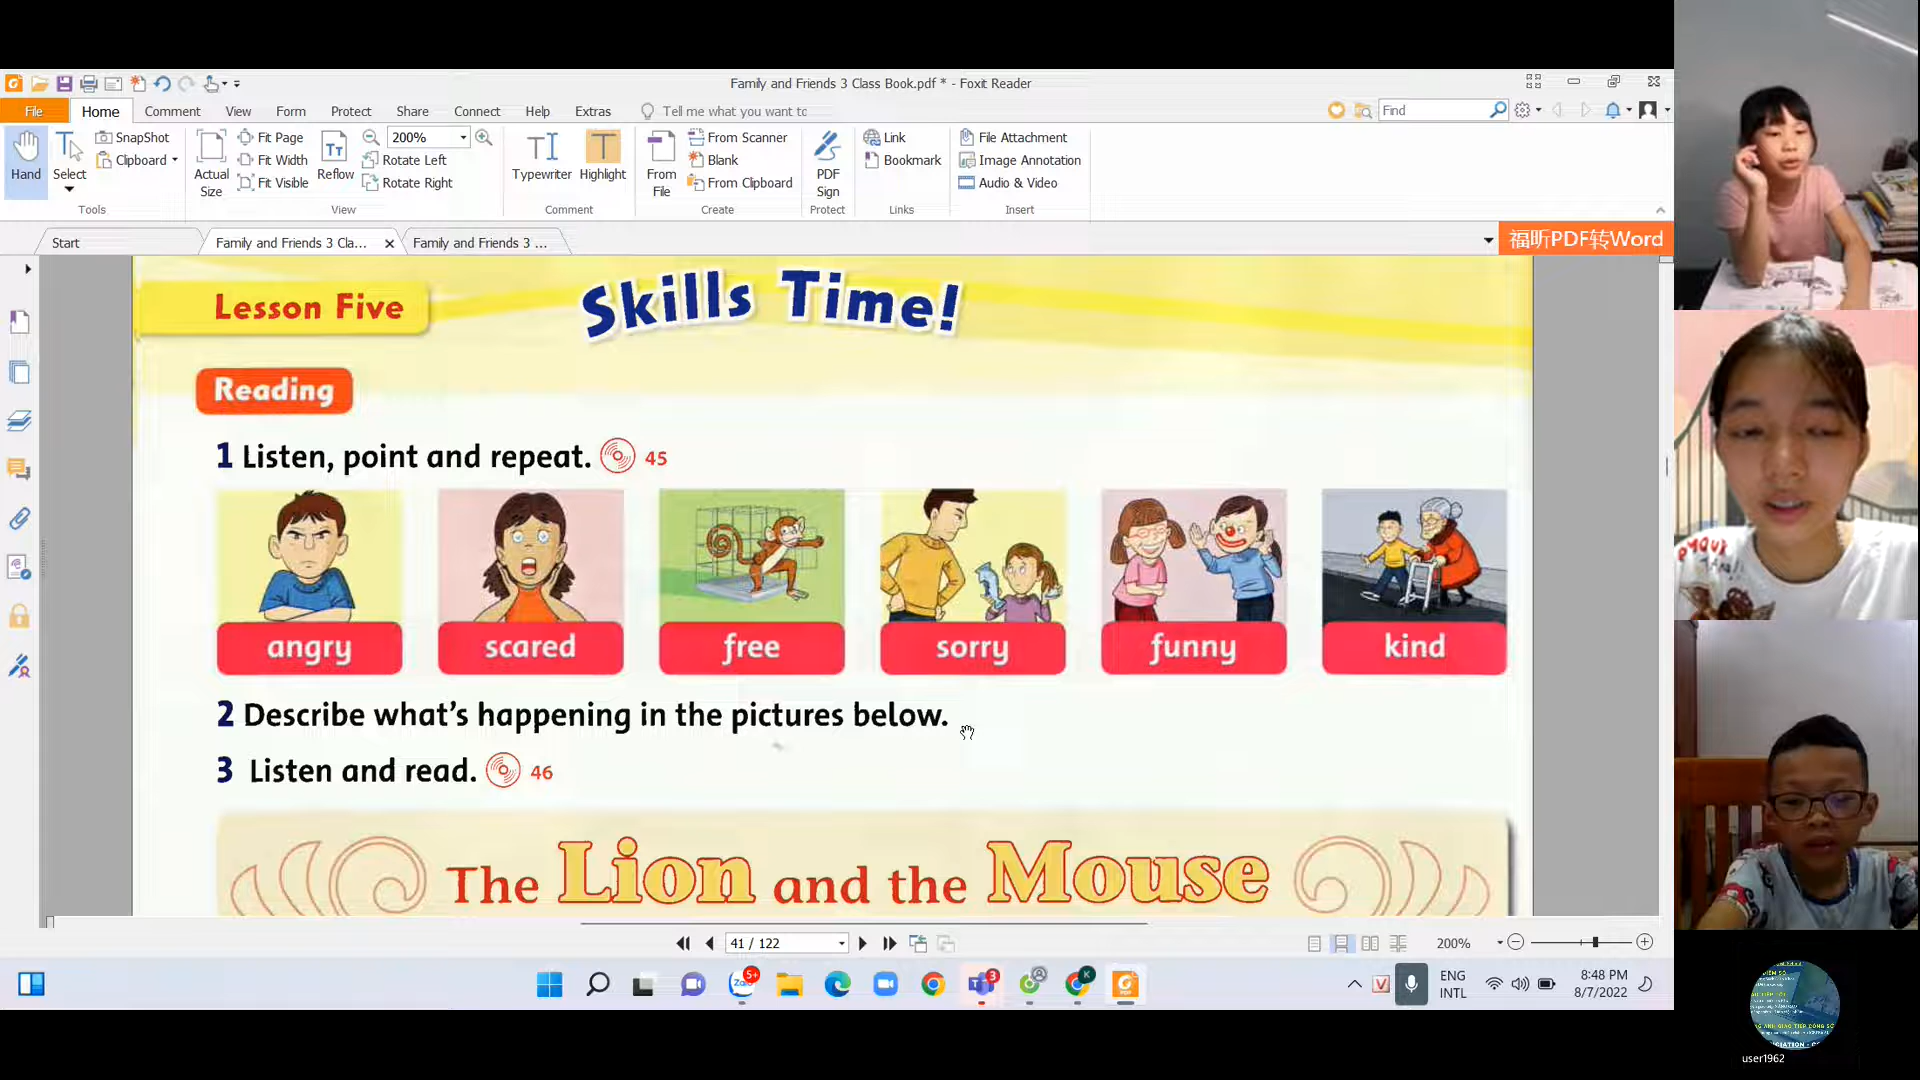 Family and Friends 3 Class Book.pdf * - Foxit Reader
File Home Comment View Form Protect Share Connect Help Extras Tell me what you want to Find
Hand
Select
Tools
SnapShot
Clipboard
Actual Size
Fit Page
Fit Width
Fit Visible
Reflow
200%
Rotate Left
Rotate Right
View
Typewriter
Highlight
Comment
From File
From Scanner
Blank
From Clipboard
Create
PDF Sign
Protect
Link
Bookmark
Links
File Attachment
Image Annotation
Audio & Video
Insert
Start Family and Friends 3 Cla... Family and Friends 3 ... 福昕PDF转Word
Lesson Five
Skills Time!
Reading
1 Listen, point and repeat. 45
angry scared free sorry funny kind
2 Describe what's happening in the pictures below.
3 Listen and read. 46
The Lion and the Mouse
41 / 122
200%
5+
Zalo
3
K
ENG
INTL
8:48 PM
8/7/2022
user1962